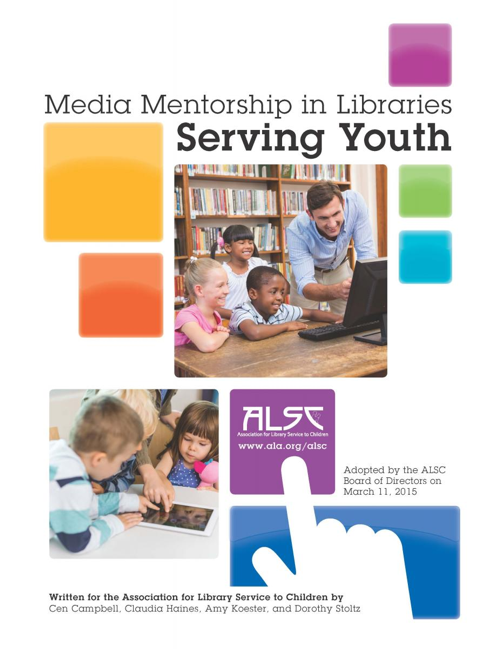 Media Mentorship in Libraries
Serving Youth
ALSC
Association for Library Service to Children
www.ala.org/alsc
Adopted by the ALSC
Board of Directors on
March 11, 2015
Written for the Association for Library Service to Children by
Cen Campbell, Claudia Haines, Amy Koester, and Dorothy Stoltz